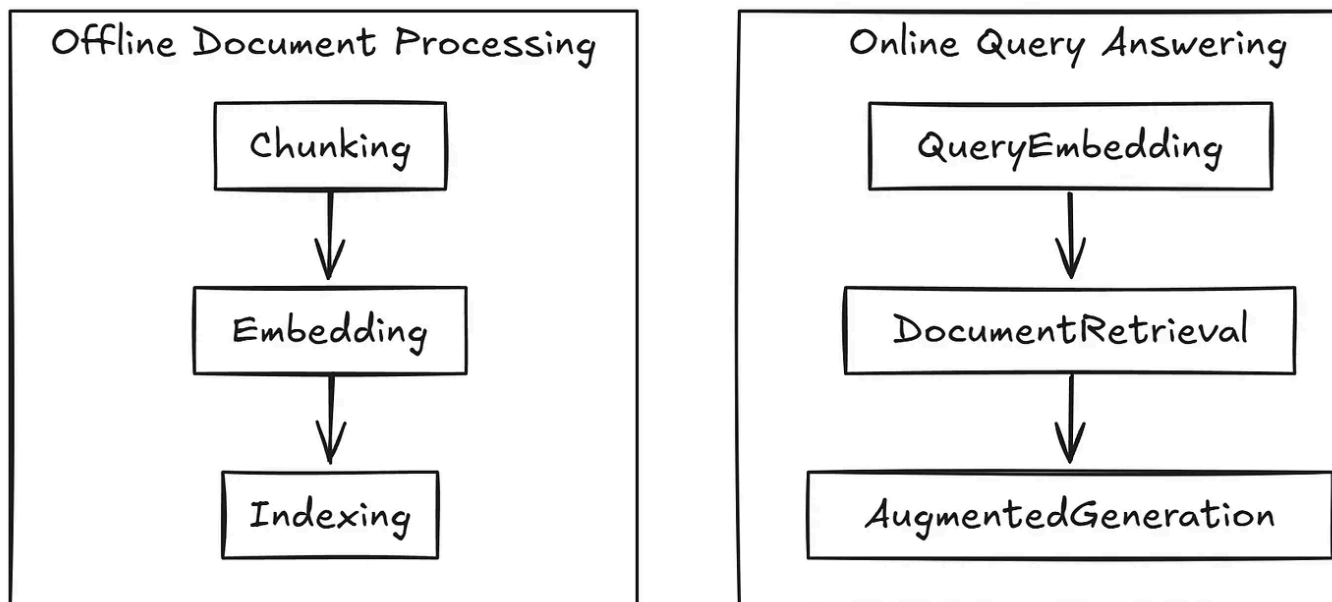 Offline Document Processing
Chunking
Embedding
Indexing
Online Query Answering
QueryEmbedding
DocumentRetrieval
AugmentedGeneration